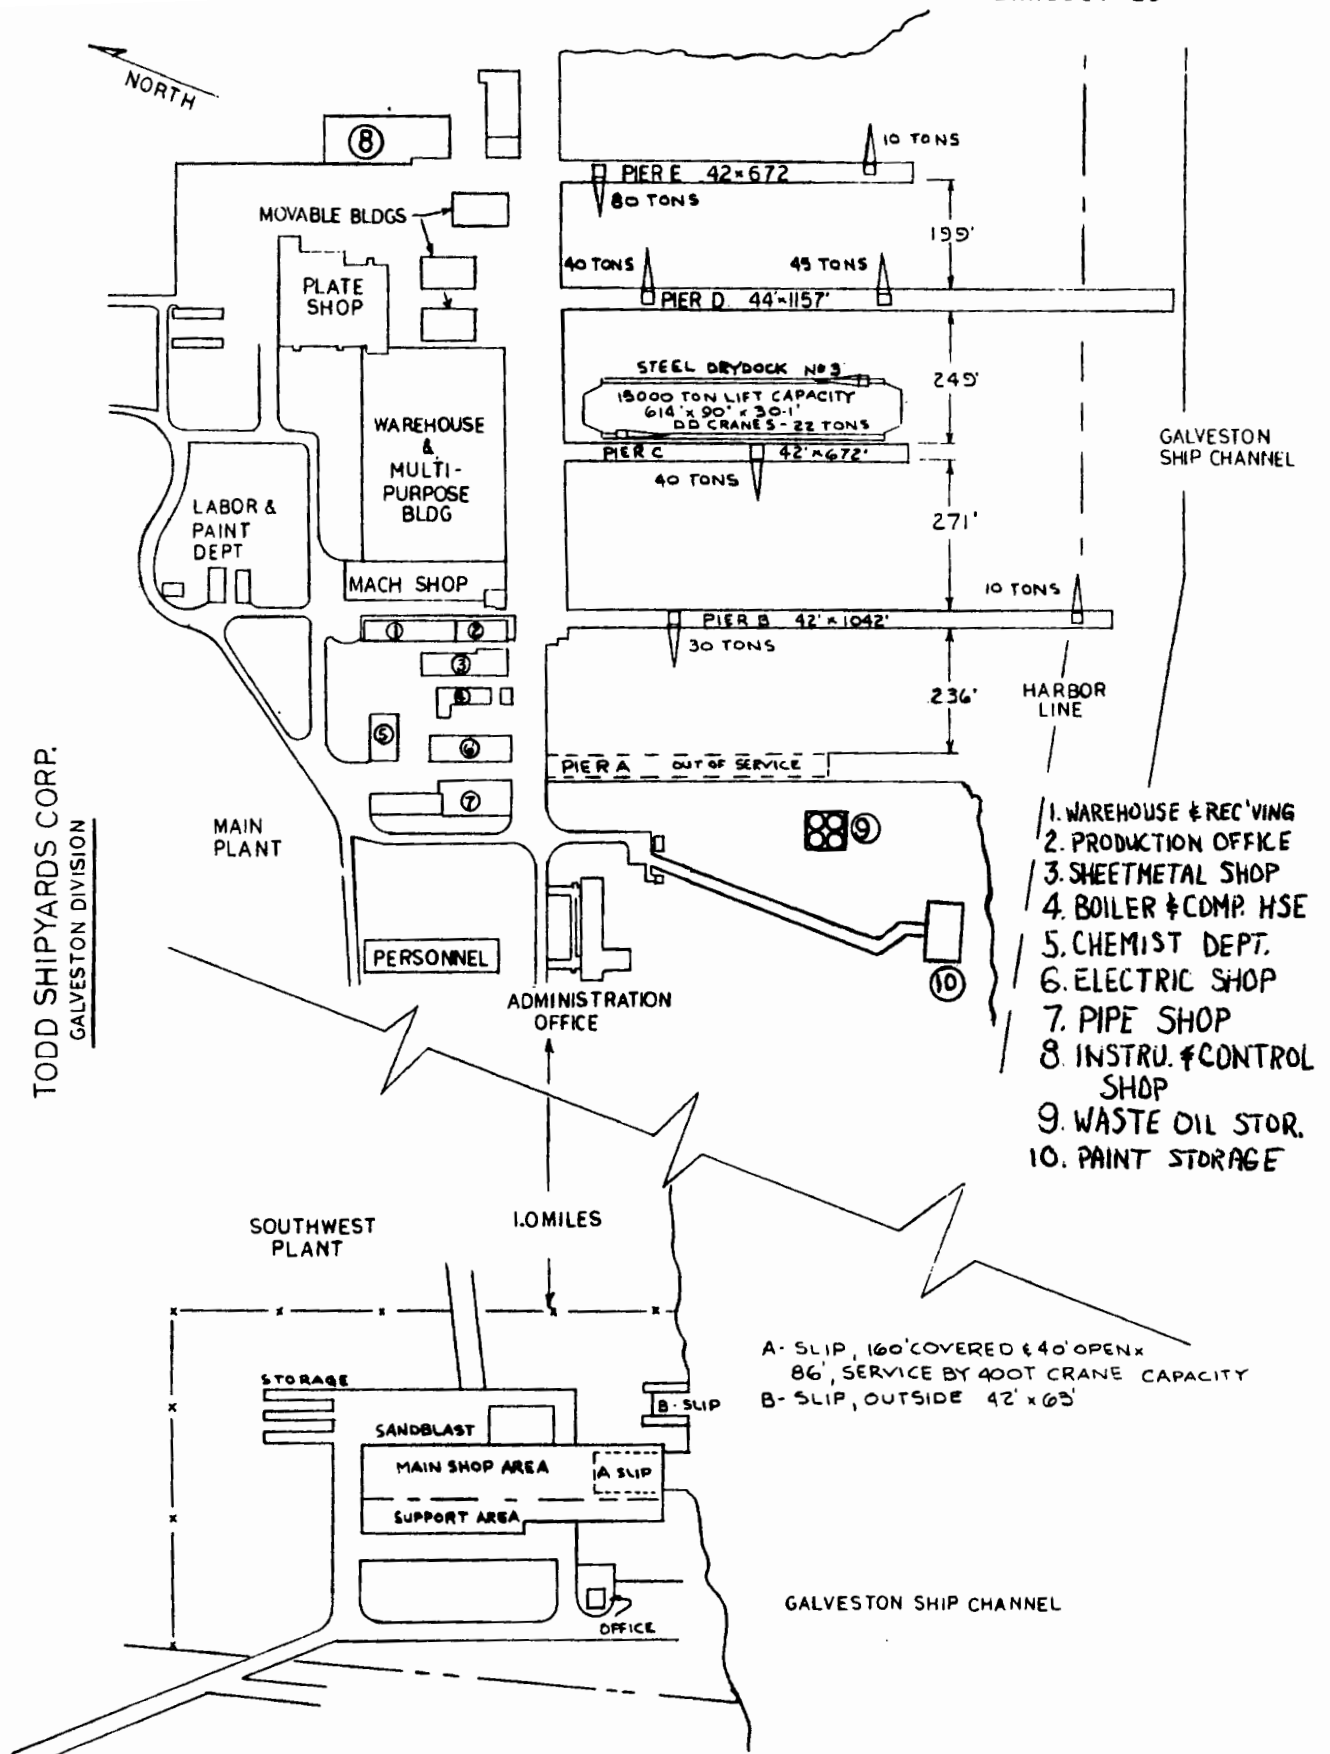 NORTH
8
10 TONS
PIER E 42×672
80 TONS
MOVABLE BLDGS
199'
40 TONS
45 TONS
PLATE
SHOP
PIER D 44'×1157'
STEEL DRYDOCK Nº3
15000 TON LIFT CAPACITY
614' x 90' x 30-1'
DD CRANES - 22 TONS
249'
WAREHOUSE
&
MULTI-
PURPOSE
BLDG
PIER C 42'×672'
40 TONS
GALVESTON
SHIP CHANNEL
LABOR &
PAINT
DEPT
271'
MACH SHOP
10 TONS
1 2
PIER B 42' x 1042'
30 TONS
3
4
236'
HARBOR
LINE
5
6
PIER A OUT OF SERVICE
7
TODD SHIPYARDS CORP.
GALVESTON DIVISION
MAIN
PLANT
9
1. WAREHOUSE & REC'VING
2. PRODUCTION OFFICE
3. SHEETMETAL SHOP
4. BOILER & COMP. HSE
5. CHEMIST DEPT.
6. ELECTRIC SHOP
7. PIPE SHOP
8. INSTRU. & CONTROL
SHOP
9. WASTE OIL STOR.
10. PAINT STORAGE
PERSONNEL
10
ADMINISTRATION
OFFICE
SOUTHWEST
PLANT
1.0 MILES
A- SLIP, 160' COVERED & 40' OPEN x
86', SERVICE BY 400T CRANE CAPACITY
B- SLIP, OUTSIDE 42' x 63'
STORAGE
B-SLIP
SANDBLAST
MAIN SHOP AREA
A SLIP
SUPPORT AREA
GALVESTON SHIP CHANNEL
OFFICE